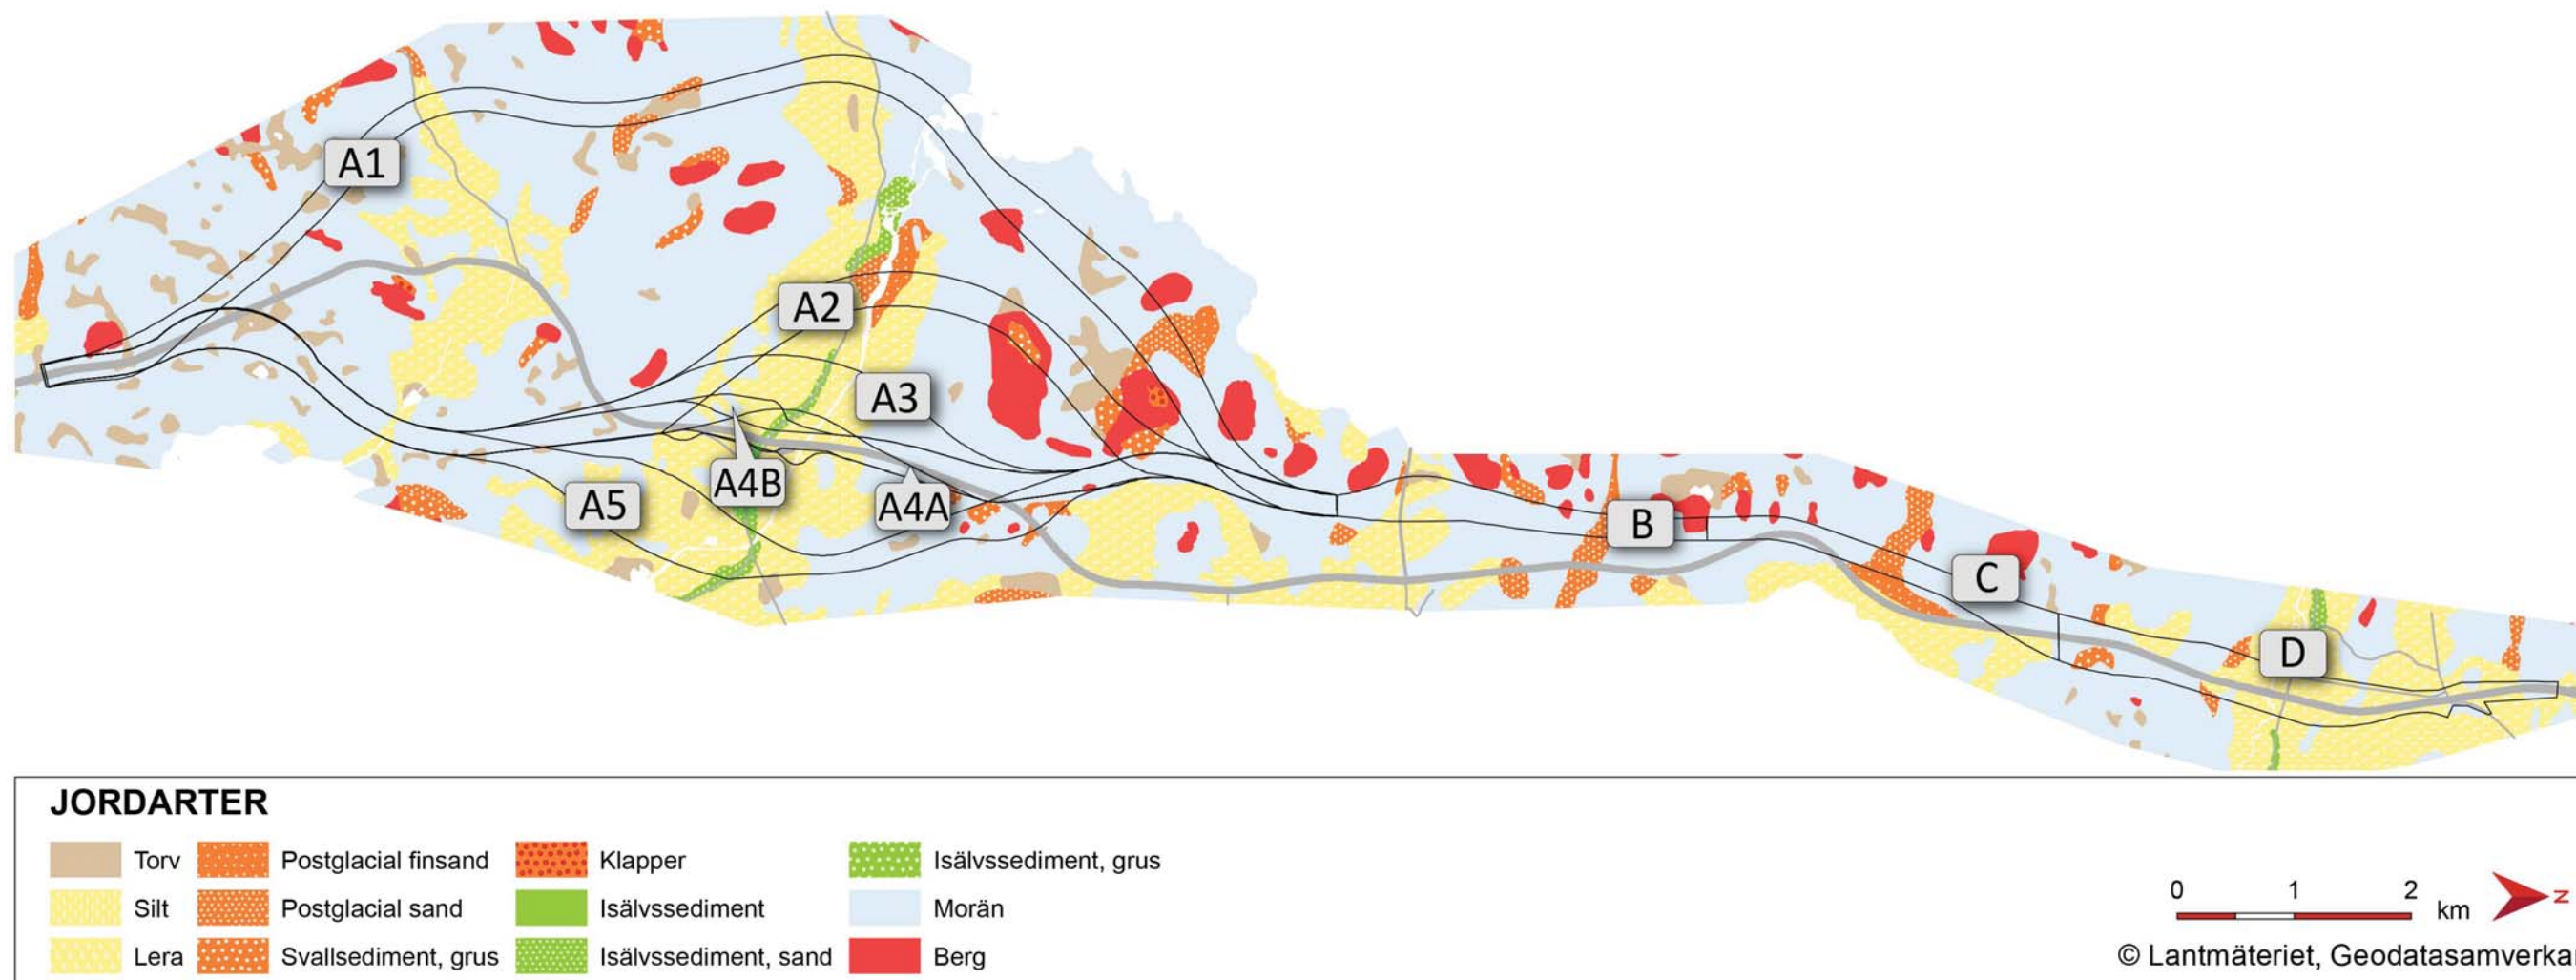 A1
A2
A3
A4B
A4A
A5
B
C
D
JORDARTER
Torv
Postglacial finsand
Klapper
Isälvssediment, grus
Silt
Postglacial sand
Isälvssediment
Morän
Lera
Svallsediment, grus
Isälvssediment, sand
Berg
0 1 2
km
N
© Lantmäteriet, Geodatasamverkan